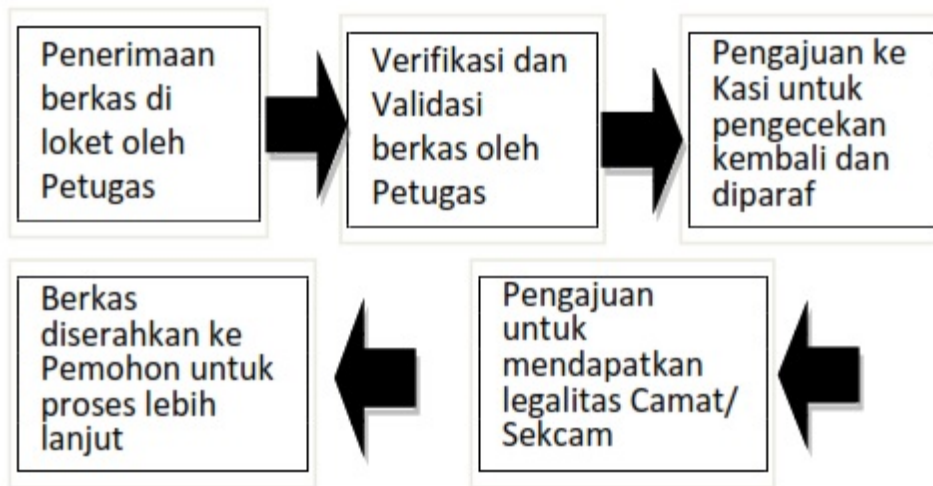 Penerimaan
berkas di
loket oleh
Petugas
Verifikasi dan
Validasi
berkas oleh
Petugas
Pengajuan ke
Kasi untuk
pengecekan
kembali dan
diparaf
Pengajuan
untuk
mendapatkan
legalitas Camat/
Sekcam
Berkas
diserahkan ke
Pemohon untuk
proses lebih
lanjut